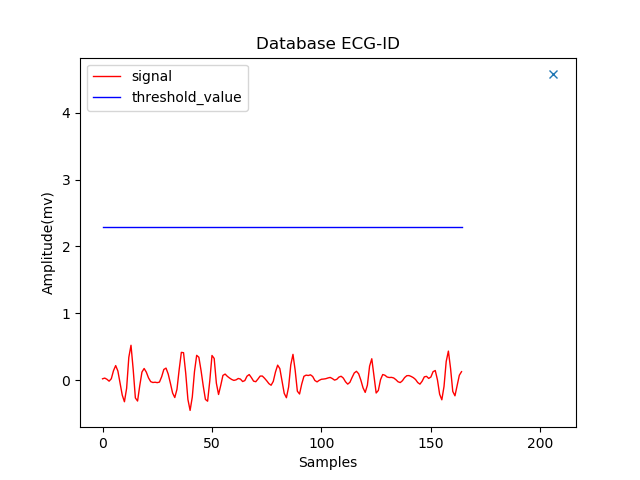 Database ECG-ID
signal
threshold_value
Amplitude(mv)
4
3
2
1
0
0 50 100 150 200
Samples